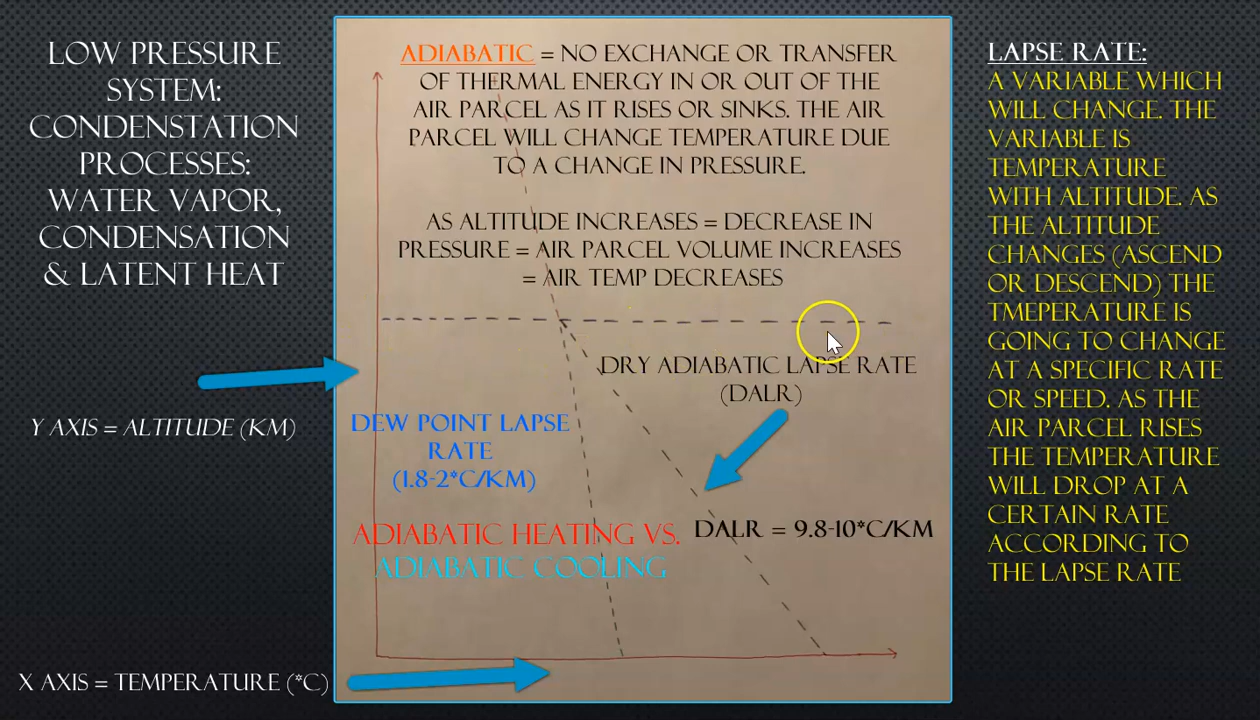 LOW PRESSURE
SYSTEM:
CONDENSTATION
PROCESSES:
WATER VAPOR,
CONDENSATION
& LATENT HEAT
Y AXIS = ALTITUDE (KM)
X AXIS = TEMPERATURE (*C)
ADIABATIC = NO EXCHANGE OR TRANSFER
OF THERMAL ENERGY IN OR OUT OF THE
AIR PARCEL AS IT RISES OR SINKS. THE AIR
PARCEL WILL CHANGE TEMPERATURE DUE
TO A CHANGE IN PRESSURE.
AS ALTITUDE INCREASES = DECREASE IN
PRESSURE = AIR PARCEL VOLUME INCREASES
= AIR TEMP DECREASES
DRY ADIABATIC LAPSE RATE
(DALR)
DEW POINT LAPSE
RATE
(1.8-2*C/KM)
DALR = 9.8-10*C/KM
ADIABATIC HEATING VS.
ADIABATIC COOLING
LAPSE RATE:
A VARIABLE WHICH
WILL CHANGE. THE
VARIABLE IS
TEMPERATURE
WITH ALTITUDE. AS
THE ALTITUDE
CHANGES (ASCEND
OR DESCEND) THE
TMEPERATURE IS
GOING TO CHANGE
AT A SPECIFIC RATE
OR SPEED. AS THE
AIR PARCEL RISES
THE TEMPERATURE
WILL DROP AT A
CERTAIN RATE
ACCORDING TO
THE LAPSE RATE